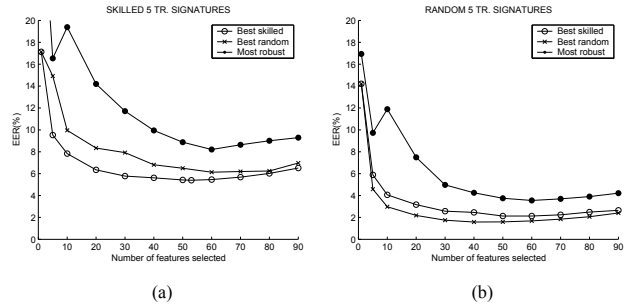 SKILLED 5 TR. SIGNATURES
20
18
16
14
12
10
8
6
4
2
0
EER(%)
0 10 20 30 40 50 60 70 80 90
Number of features selected
Best skilled
Best random
Most robust
(a)
RANDOM 5 TR. SIGNATURES
20
18
16
14
12
10
8
6
4
2
0
EER(%)
0 10 20 30 40 50 60 70 80 90
Number of features selected
Best skilled
Best random
Most robust
(b)